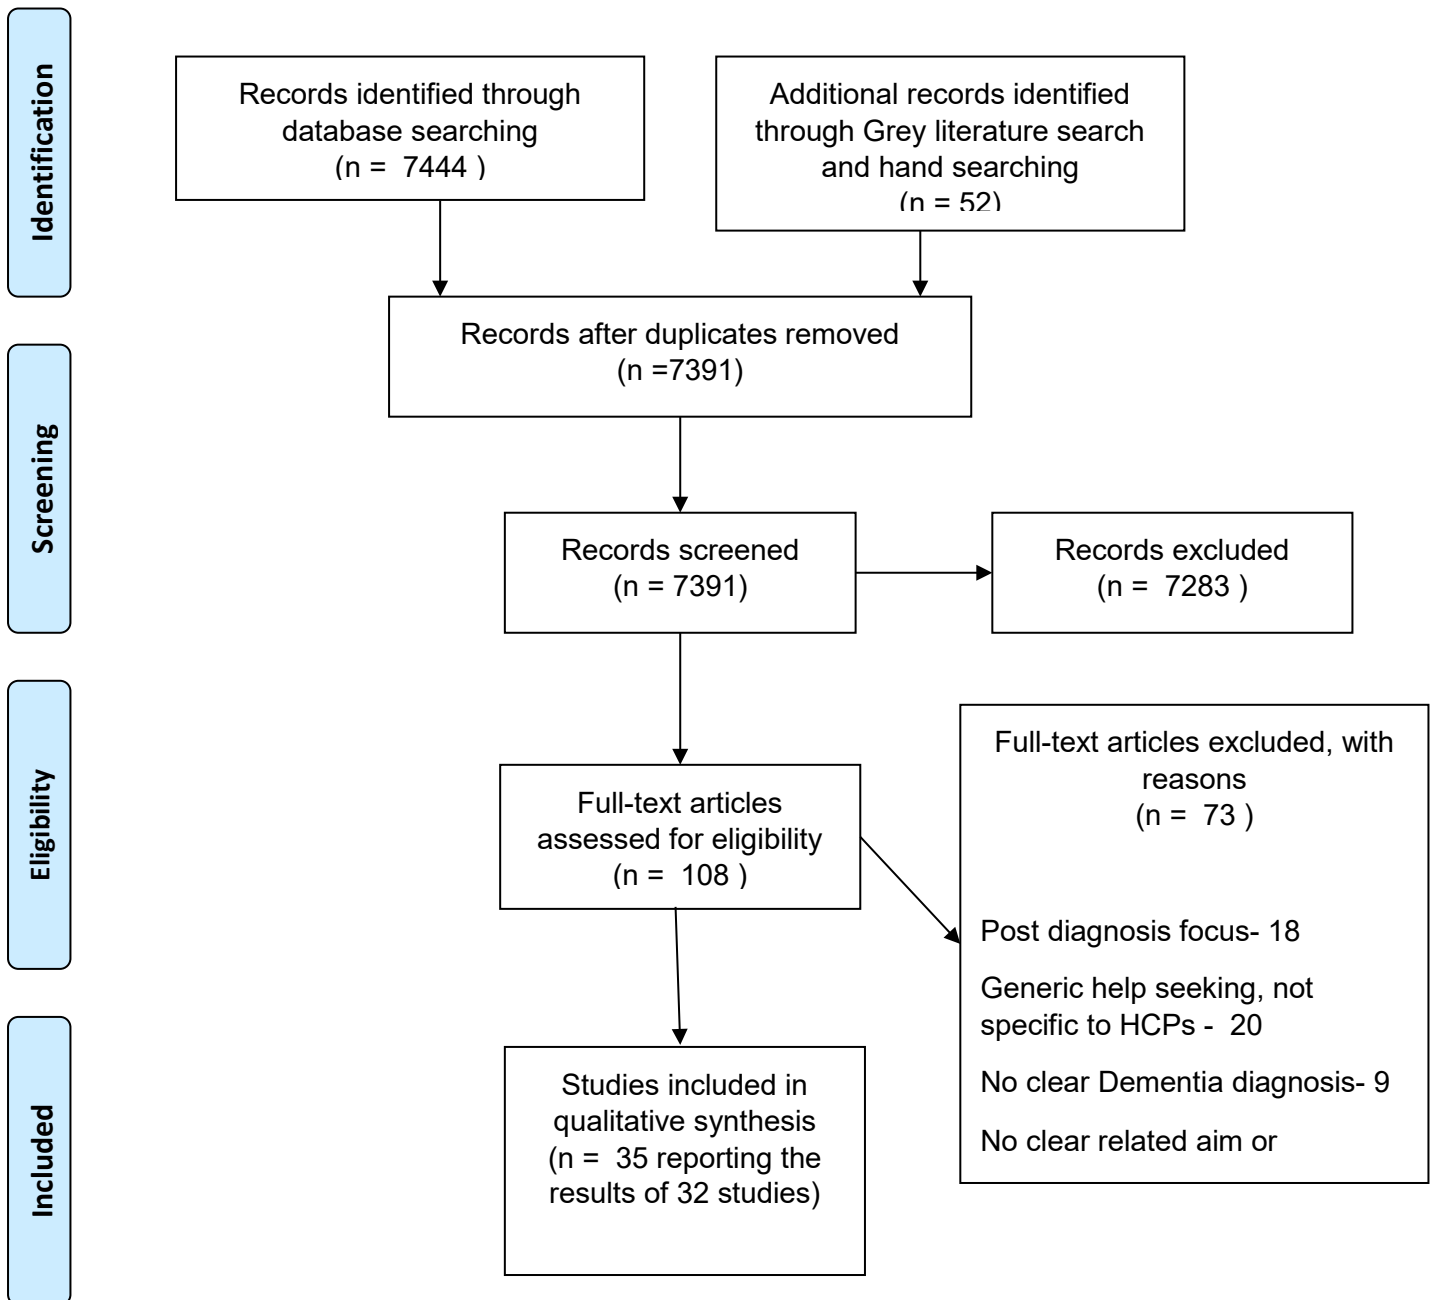 Identification
Records identified through
database searching
(n =  7444 )
Additional records identified
through Grey literature search
and hand searching
(n = 52)
Records after duplicates removed
(n =7391)
Screening
Records screened
(n = 7391)
Records excluded
(n =  7283 )
Eligibility
Full-text articles
assessed for eligibility
(n =  108 )
Full-text articles excluded, with
reasons
(n =  73 )
Post diagnosis focus- 18
Generic help seeking, not
specific to HCPs -  20
No clear Dementia diagnosis- 9
No clear related aim or
Included
Studies included in
qualitative synthesis
(n =  35 reporting the
results of 32 studies)